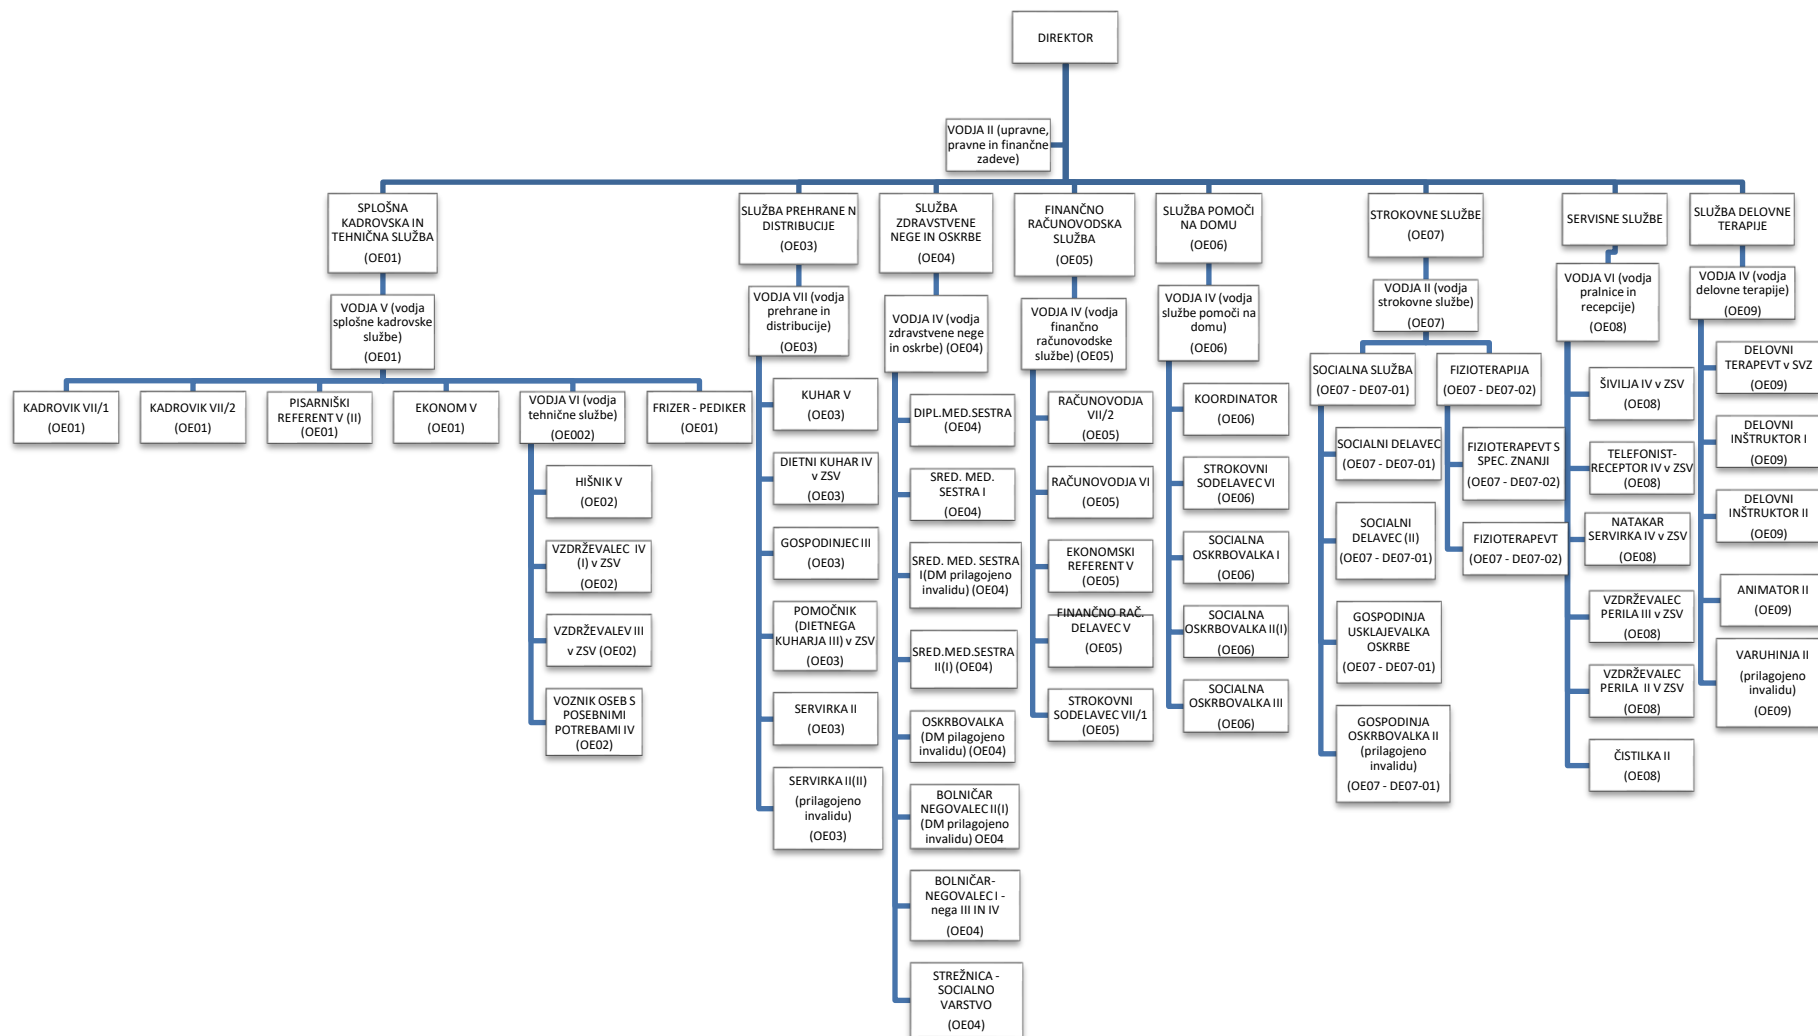 DIREKTOR
VODJA II (upravne,
pravne in finančne
zadeve)
SPLOŠNA
KADROVSKA IN
TEHNIČNA SLUŽBA
(OE01)
SLUŽBA PREHRANE N
DISTRIBUCIJE
(OE03)
SLUŽBA
ZDRAVSTVENE
NEGE IN OSKRBE
(OE04)
FINANČNO
RAČUNOVODSKA
SLUŽBA
(OE05)
SLUŽBA POMOČI
NA DOMU
(OE06)
STROKOVNE SLUŽBE
(OE07)
SERVISNE SLUŽBE
SLUŽBA DELOVNE
TERAPIJE
VODJA V (vodja
splošne kadrovske
službe)
(OE01)
VODJA VII (vodja
prehrane in
distribucije)
(OE03)
VODJA IV (vodja
zdravstvene nege
in oskrbe) (OE04)
VODJA IV (vodja
finančno
računovodske
službe) (OE05)
VODJA IV (vodja
službe pomoči na
domu)
(OE06)
VODJA II (vodja
strokovne službe)
(OE07)
VODJA VI (vodja
pralnice in
recepcije)
(OE08)
VODJA IV (vodja
delovne terapije)
(OE09)
KADROVIK VII/1
(OE01)
KADROVIK VII/2
(OE01)
PISARNIŠKI
REFERENT V (II)
(OE01)
EKONOM V
(OE01)
VODJA VI (vodja
tehnične službe)
(OE002)
FRIZER - PEDIKER
(OE01)
HIŠNIK V
(OE02)
VZDRŽEVALEC IV
(I) v ZSV
(OE02)
VZDRŽEVALEV III
v ZSV (OE02)
VOZNIK OSEB S
POSEBNIMI
POTREBAMI IV
(OE02)
KUHAR V
(OE03)
DIETNI KUHAR IV
v ZSV
(OE03)
GOSPODINJEC III
(OE03)
POMOČNIK
(DIETNEGA
KUHARJA III) v ZSV
(OE03)
SERVIRKA II
(OE03)
SERVIRKA II(II)
(prilagojeno
invalidu)
(OE03)
DIPL.MED.SESTRA
(OE04)
SRED. MED.
SESTRA I
(OE04)
SRED. MED. SESTRA
I(DM prilagojeno
invalidu) (OE04)
SRED.MED.SESTRA
II(I) (OE04)
OSKRBOVALKA
(DM pilagojeno
invalidu) (OE04)
BOLNIČAR
NEGOVALEC II(I)
(DM prilagojeno
invalidu) OE04
BOLNIČAR-
NEGOVALEC I -
nega III IN IV
(OE04)
STREŽNICA -
SOCIALNO
VARSTVO
(OE04)
RAČUNOVODJA
VII/2
(OE05)
RAČUNOVODJA VI
(OE05)
EKONOMSKI
REFERENT V
(OE05)
FINANČNO RAČ.
DELAVEC V
(OE05)
STROKOVNI
SODELAVEC VII/1
(OE05)
KOORDINATOR
(OE06)
STROKOVNI
SODELAVEC VI
(OE06)
SOCIALNA
OSKRBOVALKA I
(OE06)
SOCIALNA
OSKRBOVALKA II(I)
(OE06)
SOCIALNA
OSKRBOVALKA III
(OE06)
SOCIALNA SLUŽBA
(OE07 - DE07-01)
SOCIALNI DELAVEC
(OE07 - DE07-01)
SOCIALNI
DELAVEC (II)
(OE07 - DE07-01)
GOSPODINJA
USKLAJEVALKA
OSKRBE
(OE07 - DE07-01)
GOSPODINJA
OSKRBOVALKA II
(prilagojeno
invalidu)
(OE07 - DE07-01)
FIZIOTERAPIJA
(OE07 - DE07-02)
FIZIOTERAPEVT S
SPEC. ZNANJI
(OE07 - DE07-02)
FIZIOTERAPEVT
(OE07 - DE07-02)
ŠIVILJA IV v ZSV
(OE08)
TELEFONIST-
RECEPTOR IV v ZSV
(OE08)
NATAKAR
SERVIRKA IV v ZSV
(OE08)
VZDRŽEVALEC
PERILA III v ZSV
(OE08)
VZDRŽEVALEC
PERILA II V ZSV
(OE08)
ČISTILKA II
(OE08)
DELOVNI
TERAPEVT v SVZ
(OE09)
DELOVNI
INŠTRUKTOR I
(OE09)
DELOVNI
INŠTRUKTOR II
(OE09)
ANIMATOR II
(OE09)
VARUHINJA II
(prilagojeno
invalidu)
(OE09)